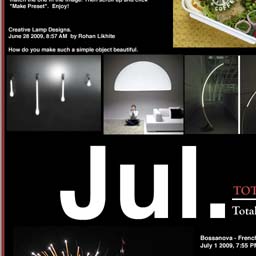 "Make Preset". Enjoy!
Creative Lamp Designs.
June 28 2009, 8:57 AM by Rohan Likhite
How do you make such a simple object beautiful.
Jul.
TOT
Total
Bossanova - French
July 1 2009, 7:55 P